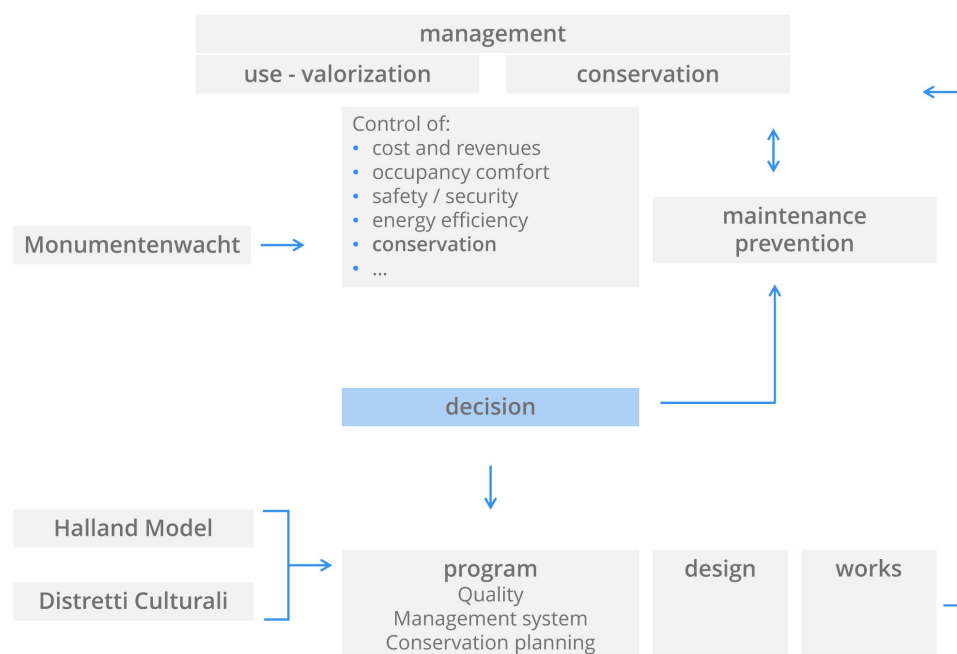 management
use - valorization
conservation
Control of:
• cost and revenues
• occupancy comfort
• safety / security
• energy efficiency
• conservation
• ...
maintenance
prevention
Monumentenwacht
decision
Halland Model
Distretti Culturali
program
Quality
Management system
Conservation planning
design
works